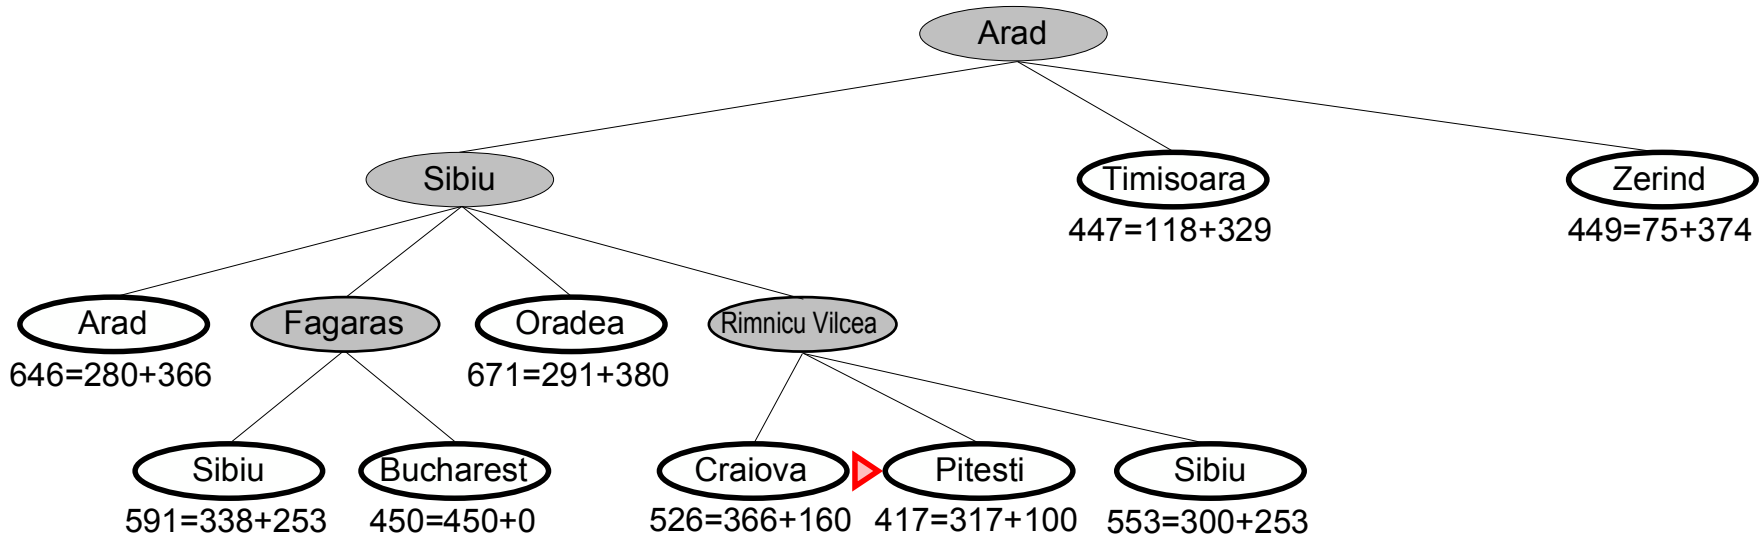 Arad
Sibiu
Timisoara
Zerind
447=118+329
449=75+374
Arad
Fagaras
Oradea
Rimnicu Vilcea
646=280+366
671=291+380
Sibiu
Bucharest
Craiova
Pitesti
Sibiu
591=338+253
450=450+0
526=366+160
417=317+100
553=300+253